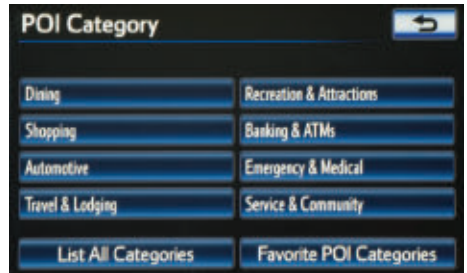 POI Category
Dining
Recreation & Attractions
Shopping
Banking & ATMs
Automotive
Emergency & Medical
Travel & Lodging
Service & Community
List All Categories
Favorite POI Categories